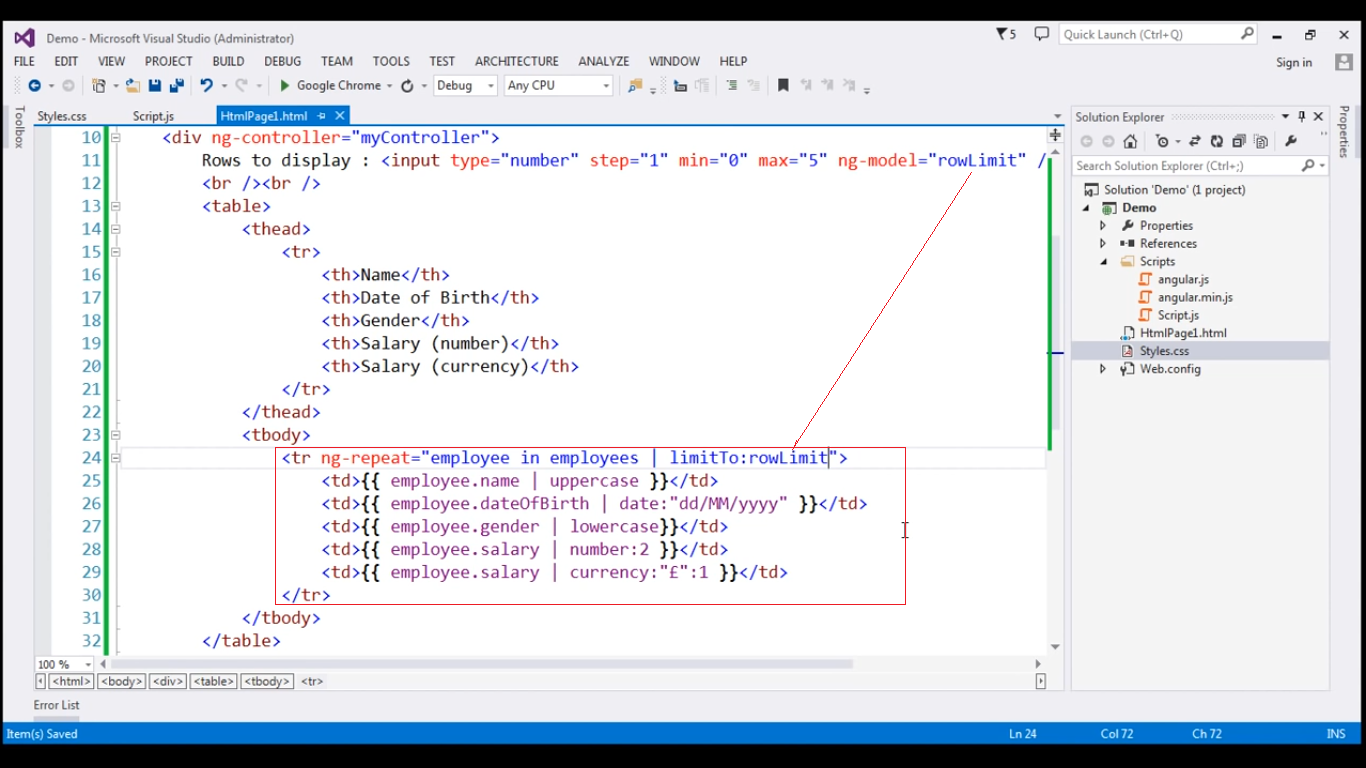 Demo - Microsoft Visual Studio (Administrator)
5
Quick Launch (Ctrl+Q)
FILE EDIT VIEW PROJECT BUILD DEBUG TEAM TOOLS TEST ARCHITECTURE ANALYZE WINDOW HELP
Sign in
Google Chrome Debug Any CPU
Toolbox
Styles.css Script.js HtmlPage1.html
10 <div ng-controller="myController">
11 Rows to display : <input type="number" step="1" min="0" max="5" ng-model="rowLimit" /
12 <br /><br />
13 <table>
14 <thead>
15 <tr>
16 <th>Name</th>
17 <th>Date of Birth</th>
18 <th>Gender</th>
19 <th>Salary (number)</th>
20 <th>Salary (currency)</th>
21 </tr>
22 </thead>
23 <tbody>
24 <tr ng-repeat="employee in employees | limitTo:rowLimit">
25 <td>{{ employee.name | uppercase }}</td>
26 <td>{{ employee.dateOfBirth | date:"dd/MM/yyyy" }}</td>
27 <td>{{ employee.gender | lowercase}}</td>
28 <td>{{ employee.salary | number:2 }}</td>
29 <td>{{ employee.salary | currency:"£":1 }}</td>
30 </tr>
31 </tbody>
32 </table>
100 %
<html> <body> <div> <table> <tbody> <tr>
Solution Explorer
Search Solution Explorer (Ctrl+;)
Solution 'Demo' (1 project)
Demo
Properties
References
Scripts
angular.js
angular.min.js
Script.js
HtmlPage1.html
Styles.css
Web.config
Properties
Error List
Item(s) Saved Ln 24 Col 72 Ch 72 INS